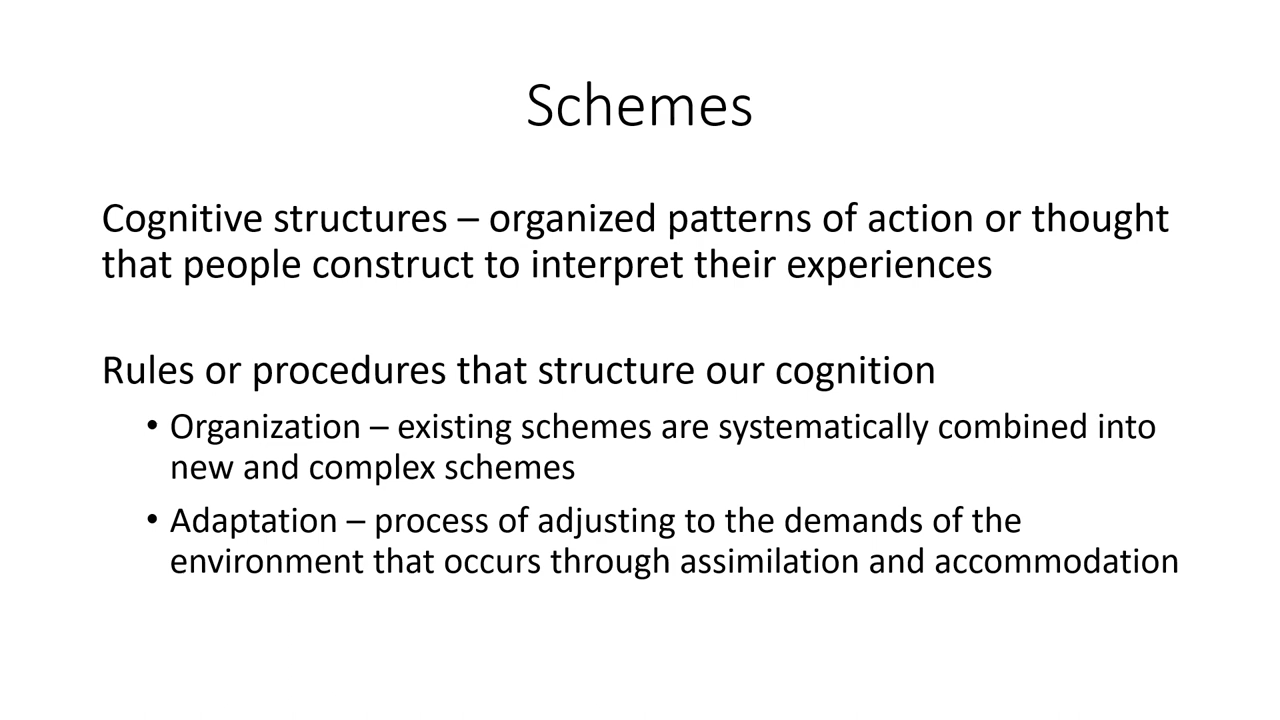 Schemes
Cognitive structures – organized patterns of action or thought
that people construct to interpret their experiences
Rules or procedures that structure our cognition
• Organization – existing schemes are systematically combined into
new and complex schemes
• Adaptation – process of adjusting to the demands of the
environment that occurs through assimilation and accommodation